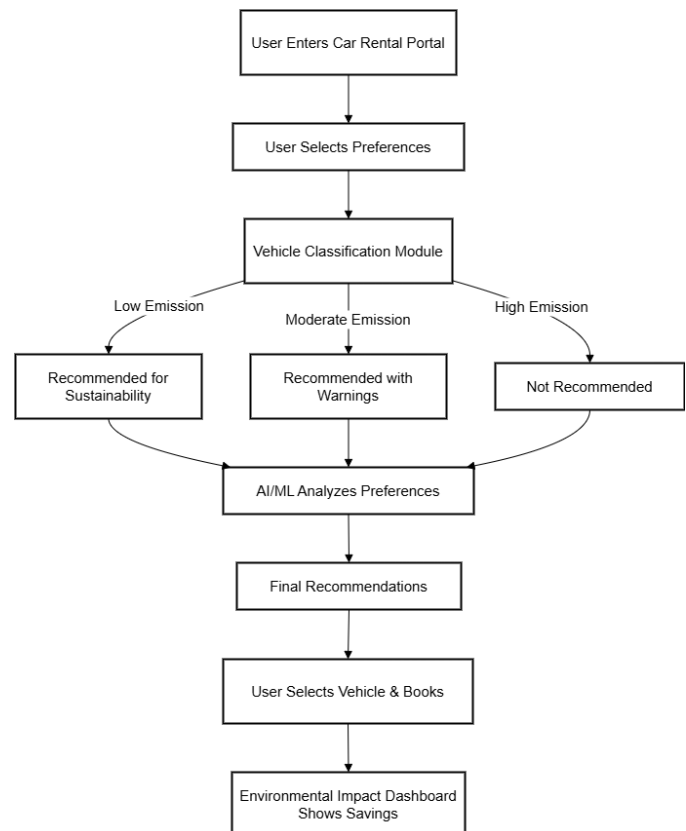 User Enters Car Rental Portal
User Selects Preferences
Vehicle Classification Module
Low Emission
Moderate Emission
High Emission
Recommended for
Sustainability
Recommended with
Warnings
Not Recommended
AI/ML Analyzes Preferences
Final Recommendations
User Selects Vehicle & Books
Environmental Impact Dashboard
Shows Savings